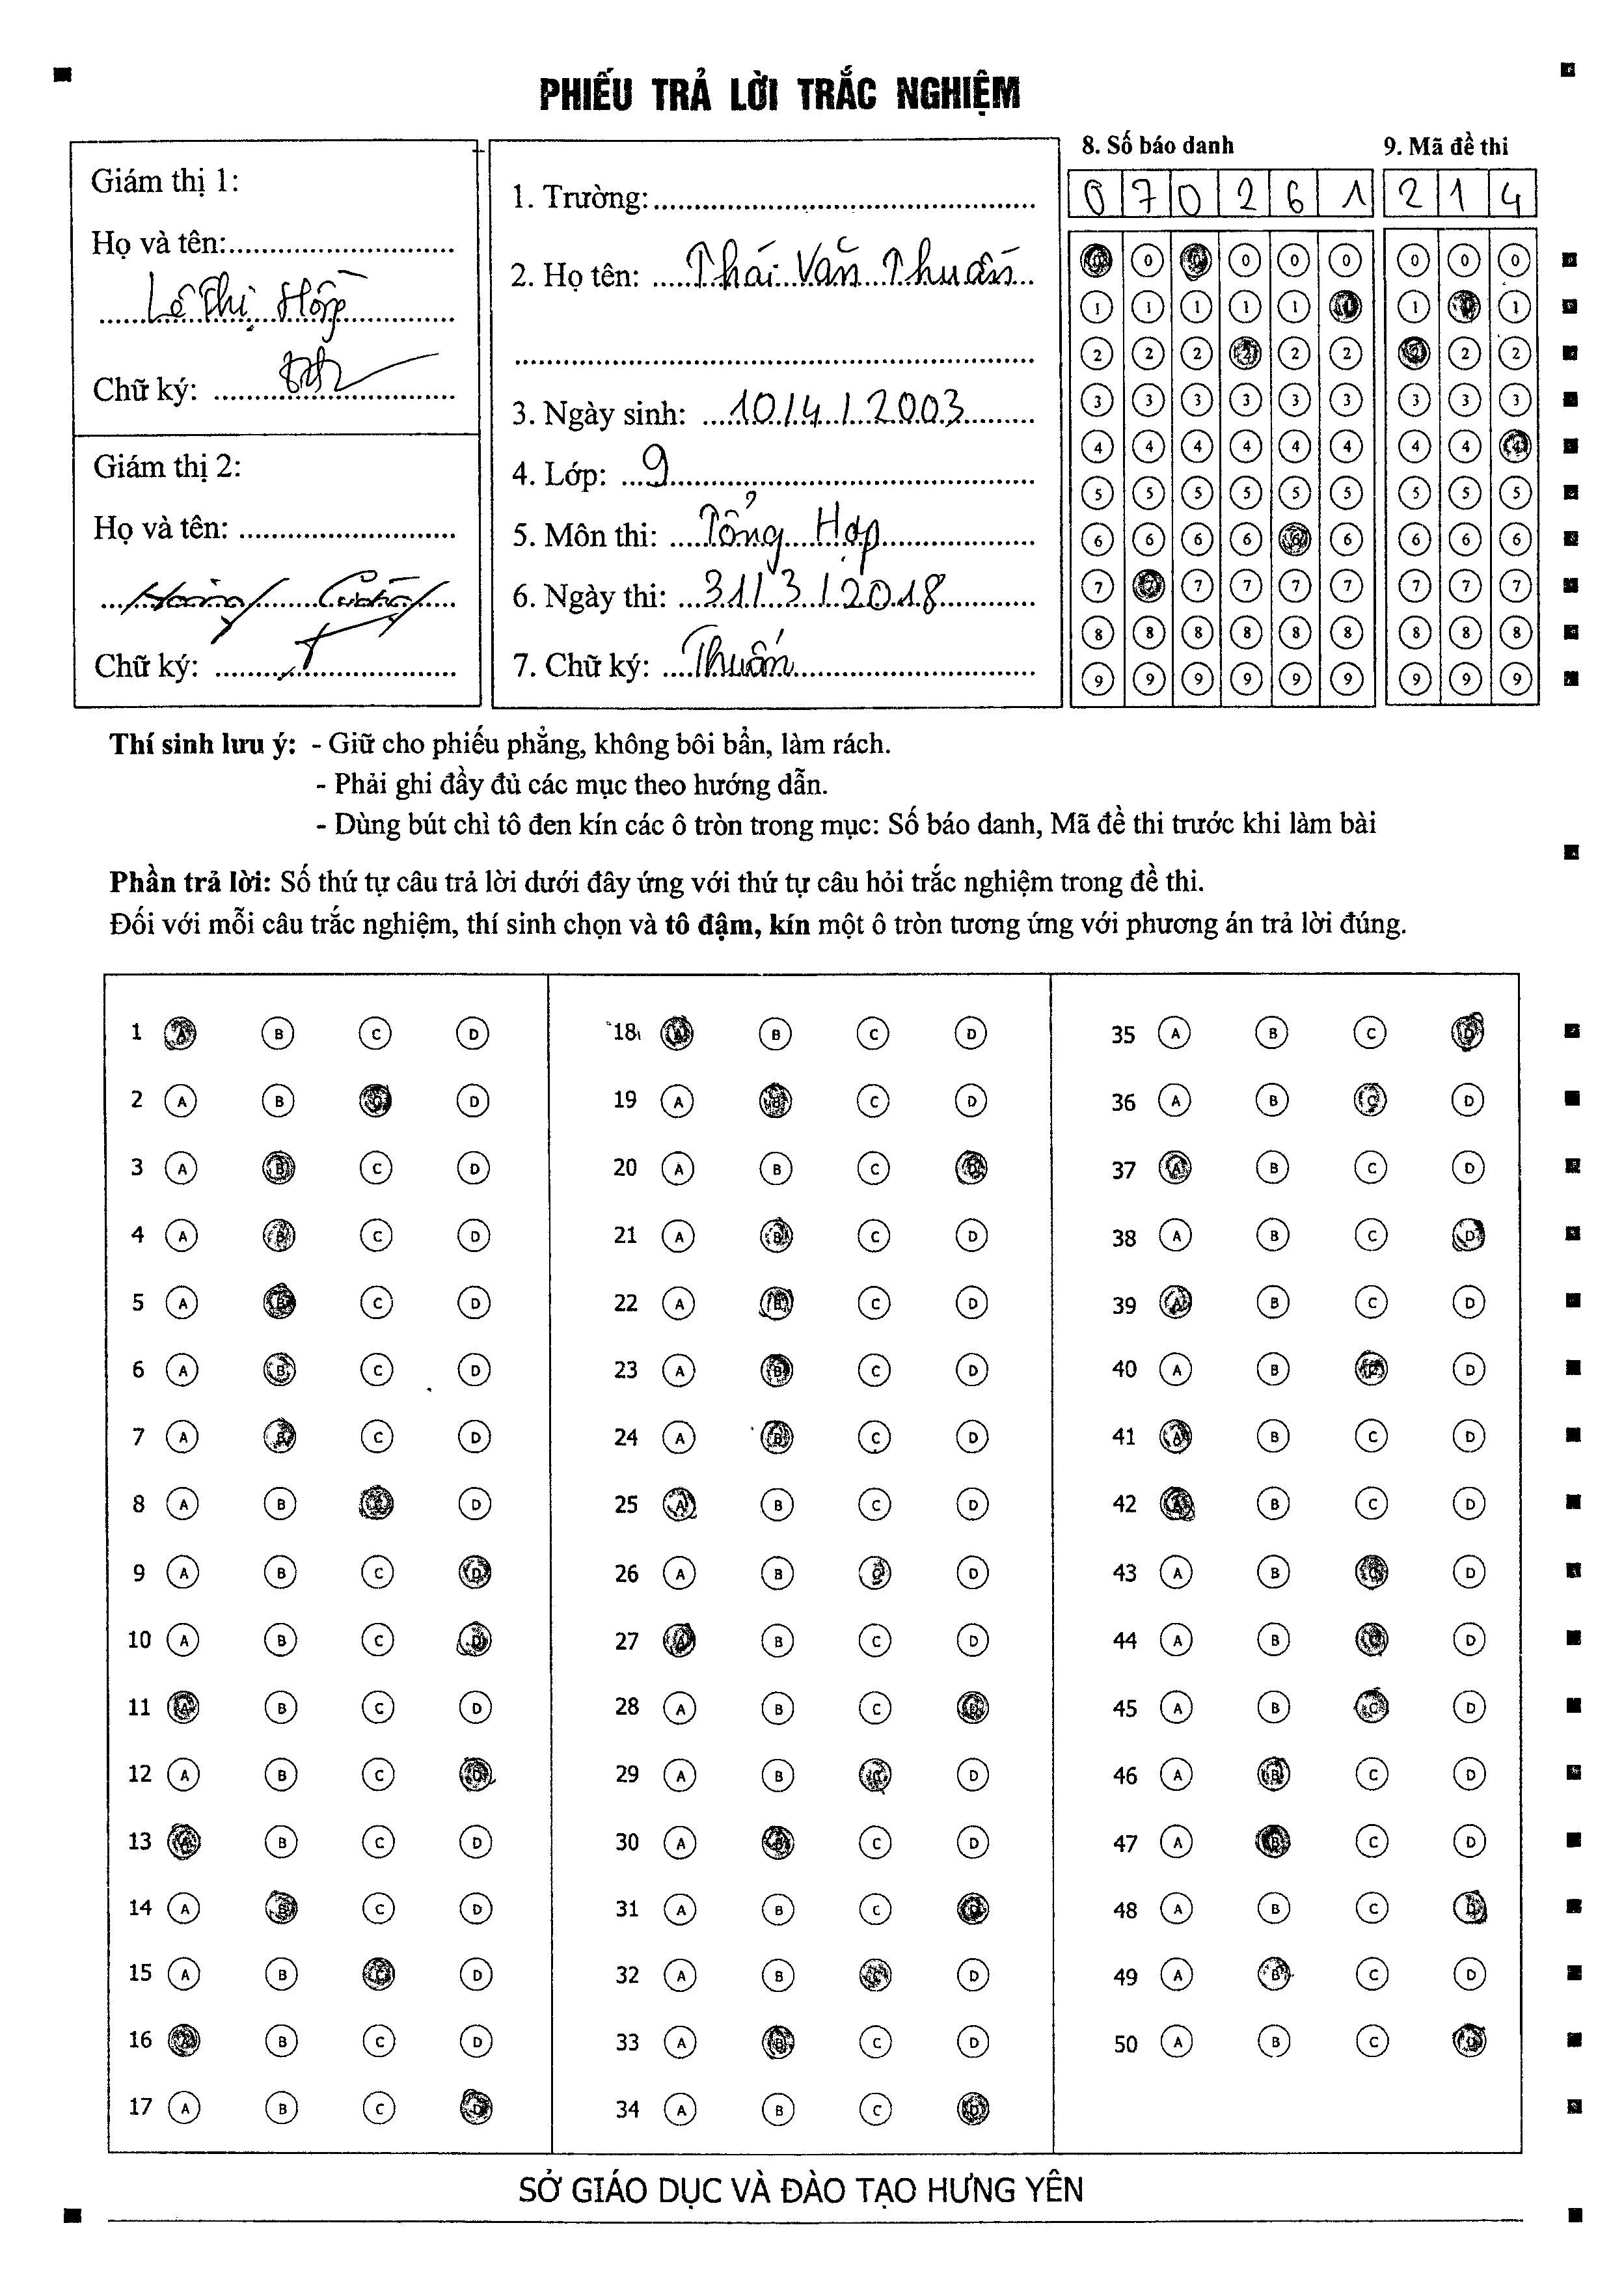 PHIẾU TRẢ LỜI TRẮC NGHIỆM
Giám thị 1:
Họ và tên:
Lê Thị Hợp
Chữ ký:
Giám thị 2:
Họ và tên:
Chữ ký:
1. Trường:
2. Họ tên: Thái Văn Thuấn
3. Ngày sinh: 10/4/2003
4. Lớp: 9
5. Môn thi: Tổng Hợp
6. Ngày thi: 31/3/2018
7. Chữ ký: Thuấn
8. Số báo danh
0 7 0 2 6 1
0 0 0 0 0 0
1 1 1 1 1 1
2 2 2 2 2 2
3 3 3 3 3 3
4 4 4 4 4 4
5 5 5 5 5 5
6 6 6 6 6 6
7 7 7 7 7 7
8 8 8 8 8 8
9 9 9 9 9 9
9. Mã đề thi
2 1 4
0 0 0
1 1 1
2 2 2
3 3 3
4 4 4
5 5 5
6 6 6
7 7 7
8 8 8
9 9 9
Thí sinh lưu ý: - Giữ cho phiếu phẳng, không bôi bẩn, làm rách.
- Phải ghi đầy đủ các mục theo hướng dẫn.
- Dùng bút chì tô đen kín các ô tròn trong mục: Số báo danh, Mã đề thi trước khi làm bài
Phần trả lời: Số thứ tự câu trả lời dưới đây ứng với thứ tự câu hỏi trắc nghiệm trong đề thi.
Đối với mỗi câu trắc nghiệm, thí sinh chọn và tô đậm, kín một ô tròn tương ứng với phương án trả lời đúng.
1 A B C D
2 A B C D
3 A B C D
4 A B C D
5 A B C D
6 A B C D
7 A B C D
8 A B C D
9 A B C D
10 A B C D
11 A B C D
12 A B C D
13 A B C D
14 A B C D
15 A B C D
16 A B C D
17 A B C D
18 A B C D
19 A B C D
20 A B C D
21 A B C D
22 A B C D
23 A B C D
24 A B C D
25 A B C D
26 A B C D
27 A B C D
28 A B C D
29 A B C D
30 A B C D
31 A B C D
32 A B C D
33 A B C D
34 A B C D
35 A B C D
36 A B C D
37 A B C D
38 A B C D
39 A B C D
40 A B C D
41 A B C D
42 A B C D
43 A B C D
44 A B C D
45 A B C D
46 A B C D
47 A B C D
48 A B C D
49 A B C D
50 A B C D
SỞ GIÁO DỤC VÀ ĐÀO TẠO HƯNG YÊN